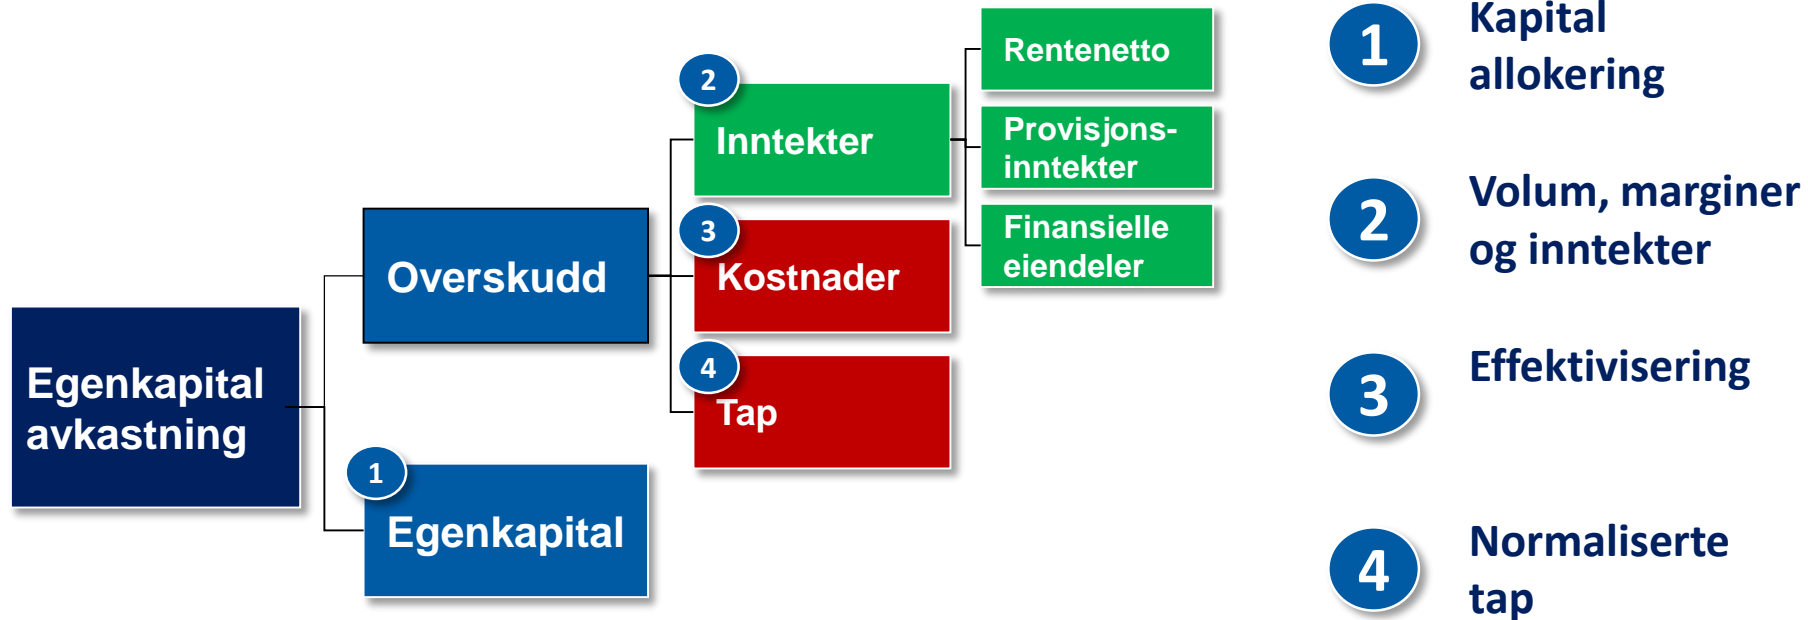 Egenkapital
avkastning
Overskudd
1
Egenkapital
2
Inntekter
3
Kostnader
4
Tap
Rentenetto
Provisjons-
inntekter
Finansielle
eiendeler
1
Kapital
allokering
2
Volum, marginer
og inntekter
3
Effektivisering
4
Normaliserte
tap